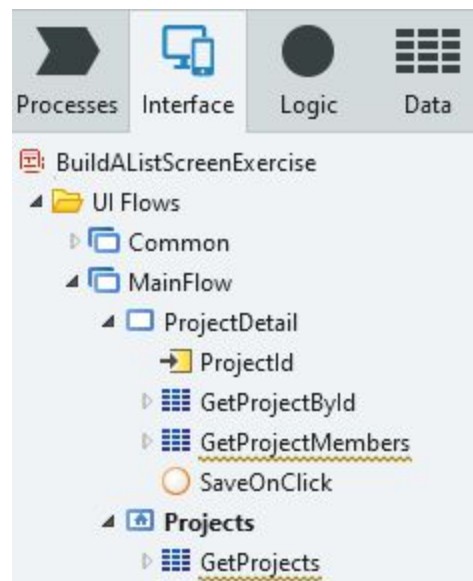 Processes Interface Logic Data
BuildAListScreenExercise
UI Flows
Common
MainFlow
ProjectDetail
ProjectId
GetProjectById
GetProjectMembers
SaveOnClick
Projects
GetProjects